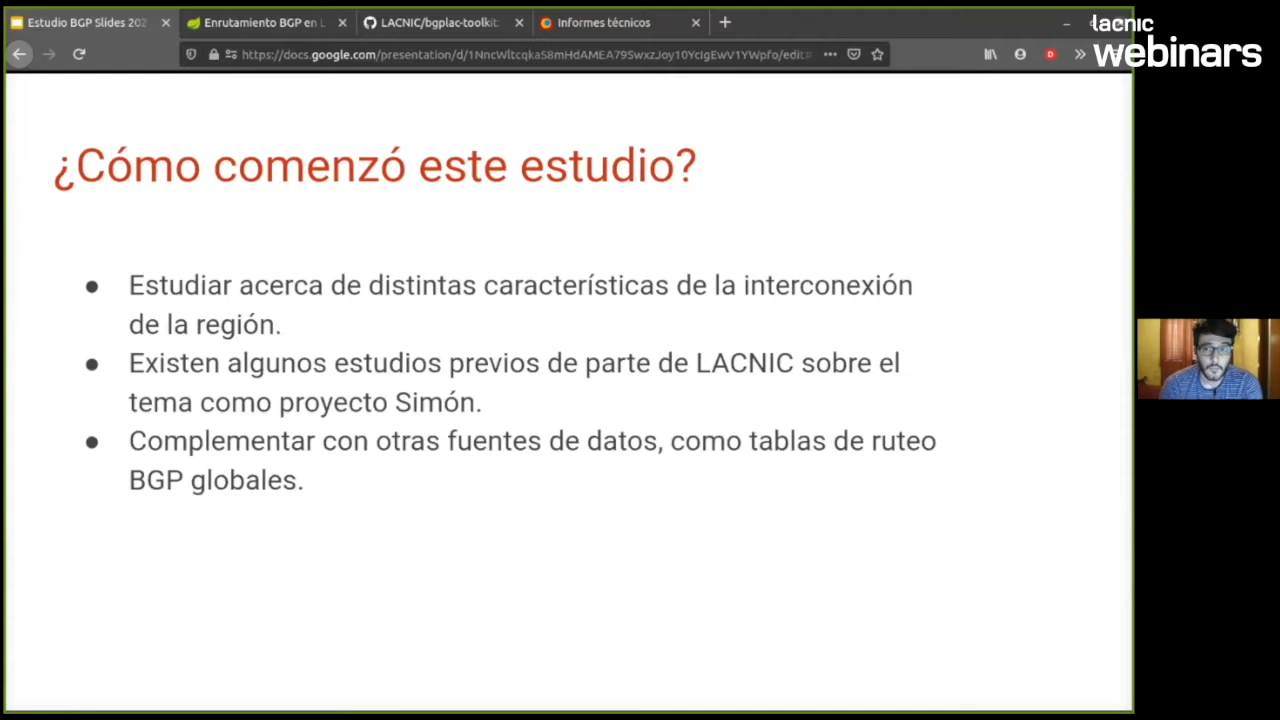 Estudio BGP Slides 202
Enrutamiento BGP en L
LACNIC/bgplac-toolkit:
Informes técnicos
lacnic
webinars
¿Cómo comenzó este estudio?
● Estudiar acerca de distintas características de la interconexión
de la región.
● Existen algunos estudios previos de parte de LACNIC sobre el
tema como proyecto Simón.
● Complementar con otras fuentes de datos, como tablas de ruteo
BGP globales.